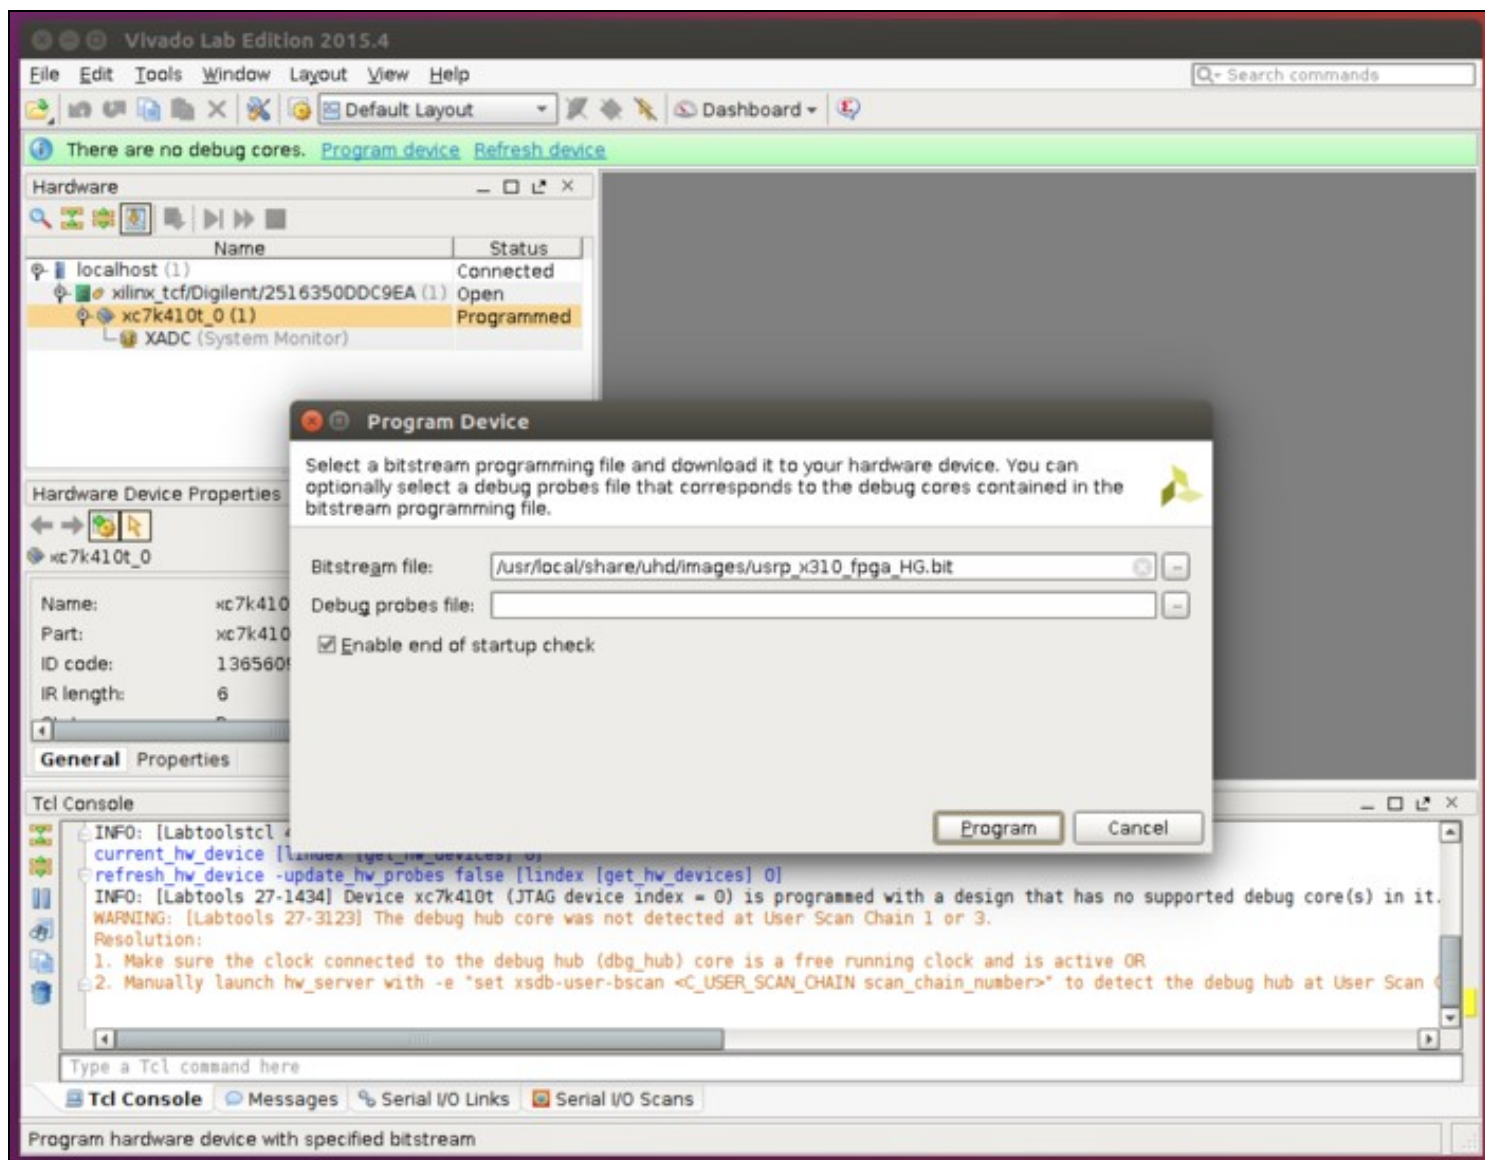 Vivado Lab Edition 2015.4
File Edit Tools Window Layout View Help
Search commands
Default Layout
Dashboard
There are no debug cores. Program device Refresh device
Hardware
Name Status
localhost (1) Connected
xilinx_tcf/Digilent/2516350DDC9EA (1) Open
xc7k410t_0 (1) Programmed
XADC (System Monitor)
Program Device
Select a bitstream programming file and download it to your hardware device. You can
optionally select a debug probes file that corresponds to the debug cores contained in the
bitstream programming file.
Bitstream file: /usr/local/share/uhd/images/usrp_x310_fpga_HG.bit
Debug probes file:
Enable end of startup check
Program Cancel
Hardware Device Properties
xc7k410t_0
Name: xc7k410
Part: xc7k410
ID code: 136560
IR length: 6
General Properties
Tcl Console
INFO: [Labtoolstcl
current_hw_device [lindex [get_hw_devices] 0]
refresh_hw_device -update_hw_probes false [lindex [get_hw_devices] 0]
INFO: [Labtools 27-1434] Device xc7k410t (JTAG device index = 0) is programmed with a design that has no supported debug core(s) in it.
WARNING: [Labtools 27-3123] The debug hub core was not detected at User Scan Chain 1 or 3.
Resolution:
1. Make sure the clock connected to the debug hub (dbg_hub) core is a free running clock and is active OR
2. Manually launch hw_server with -e "set xsdb-user-bscan <C_USER_SCAN_CHAIN scan_chain_number>" to detect the debug hub at User Scan
Type a Tcl command here
Tcl Console Messages Serial I/O Links Serial I/O Scans
Program hardware device with specified bitstream